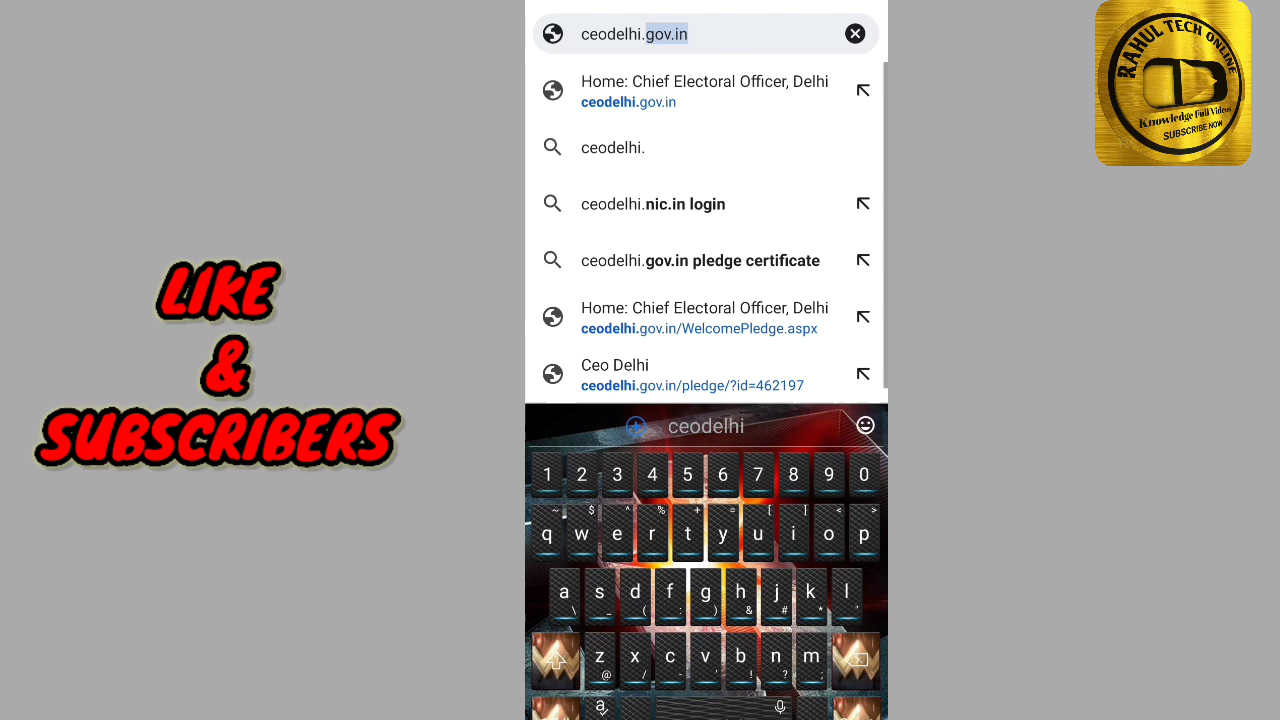 ceodelhi.gov.in
Home: Chief Electoral Officer, Delhi
ceodelhi.gov.in
ceodelhi.
ceodelhi.nic.in login
ceodelhi.gov.in pledge certificate
Home: Chief Electoral Officer, Delhi
ceodelhi.gov.in/WelcomePledge.aspx
Ceo Delhi
ceodelhi.gov.in/pledge/?id=462197
ceodelhi
1 2 3 4 5 6 7 8 9 0
~ $ ^ % + = [ ] < >
q w e r t y u i o p
a s d f g h j k l
\ _ ( : ) & # * '
z x c v b n m
@ / - ' ! ? ;
a
LIKE
&
SUBSCRIBERS
RAHUL TECH ONLINE
Knowledge Full Videos
SUBSCRIBE NOW